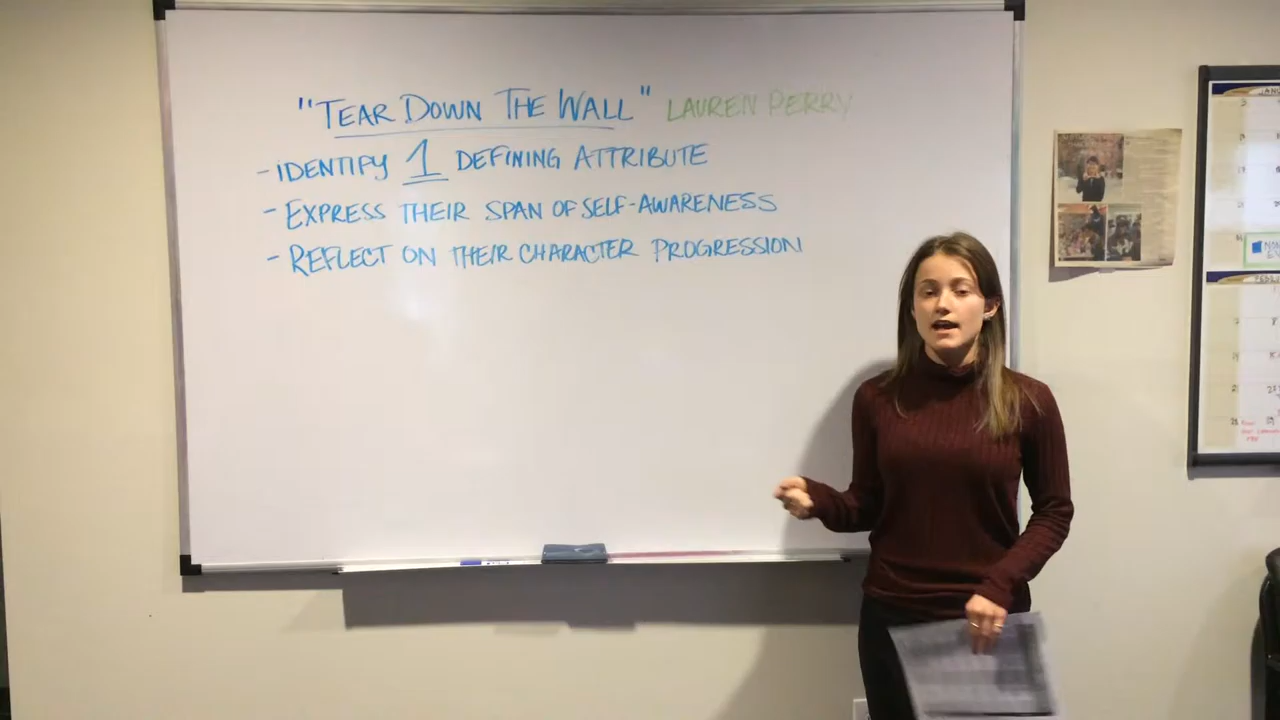 "TEAR DOWN THE WALL" LAUREN PERRY
- IDENTIFY 1 DEFINING ATTRIBUTE
- EXPRESS THEIR SPAN OF SELF-AWARENESS
- REFLECT ON THEIR CHARACTER PROGRESSION